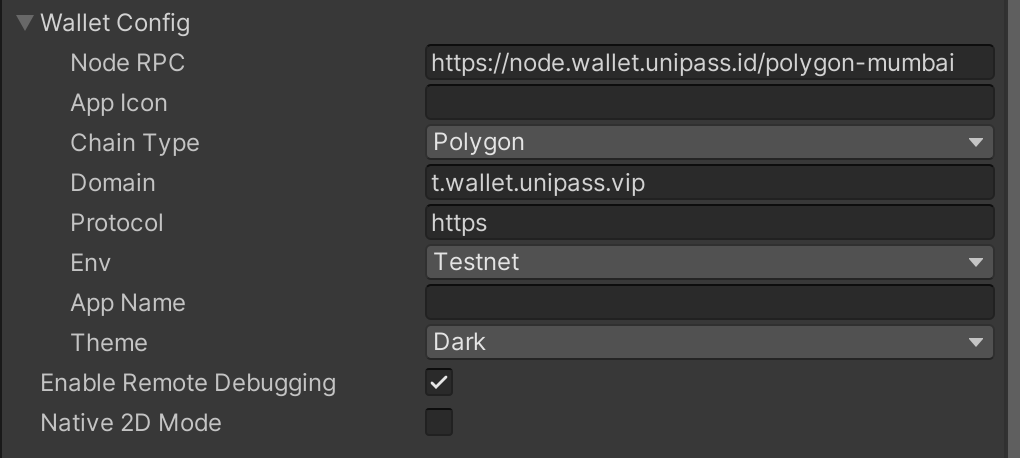 Wallet Config
Node RPC https://node.wallet.unipass.id/polygon-mumbai
App Icon
Chain Type Polygon
Domain t.wallet.unipass.vip
Protocol https
Env Testnet
App Name
Theme Dark
Enable Remote Debugging
Native 2D Mode